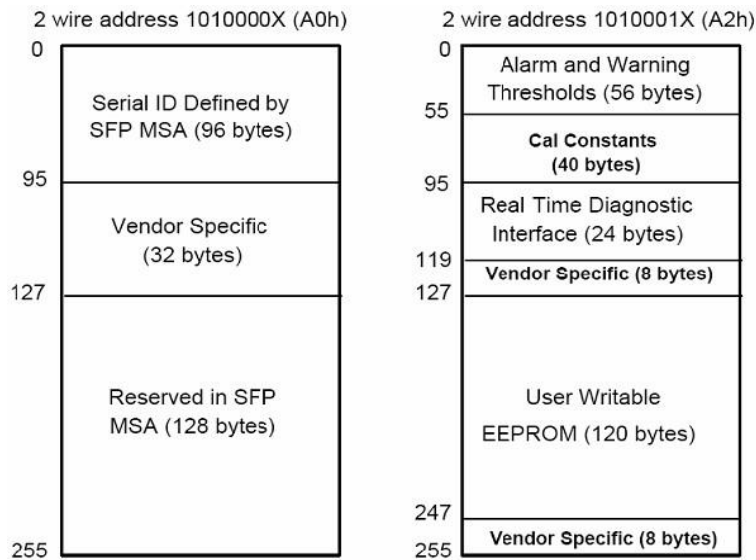 2 wire address 1010000X (A0h)
0
Serial ID Defined by
SFP MSA (96 bytes)
95
Vendor Specific
(32 bytes)
127
Reserved in SFP
MSA (128 bytes)
255
2 wire address 1010001X (A2h)
0
Alarm and Warning
Thresholds (56 bytes)
55
Cal Constants
(40 bytes)
95
Real Time Diagnostic
Interface (24 bytes)
119
Vendor Specific (8 bytes)
127
User Writable
EEPROM (120 bytes)
247
Vendor Specific (8 bytes)
255